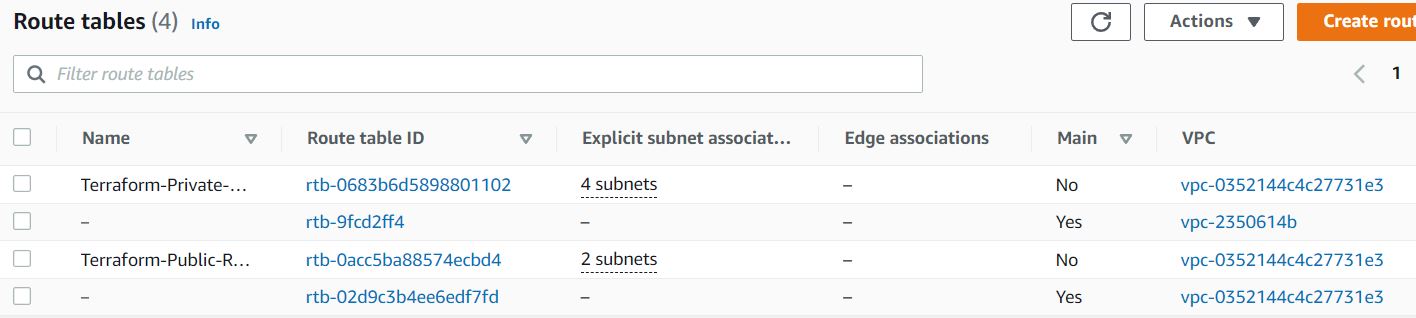 Route tables (4) Info
Actions
Create rout
Filter route tables
1
Name Route table ID Explicit subnet associat... Edge associations Main VPC
Terraform-Private-... rtb-0683b6d5898801102 4 subnets – No vpc-0352144c4c27731e3
– rtb-9fcd2ff4 – – Yes vpc-2350614b
Terraform-Public-R... rtb-0acc5ba88574ecbd4 2 subnets – No vpc-0352144c4c27731e3
– rtb-02d9c3b4ee6edf7fd – – Yes vpc-0352144c4c27731e3